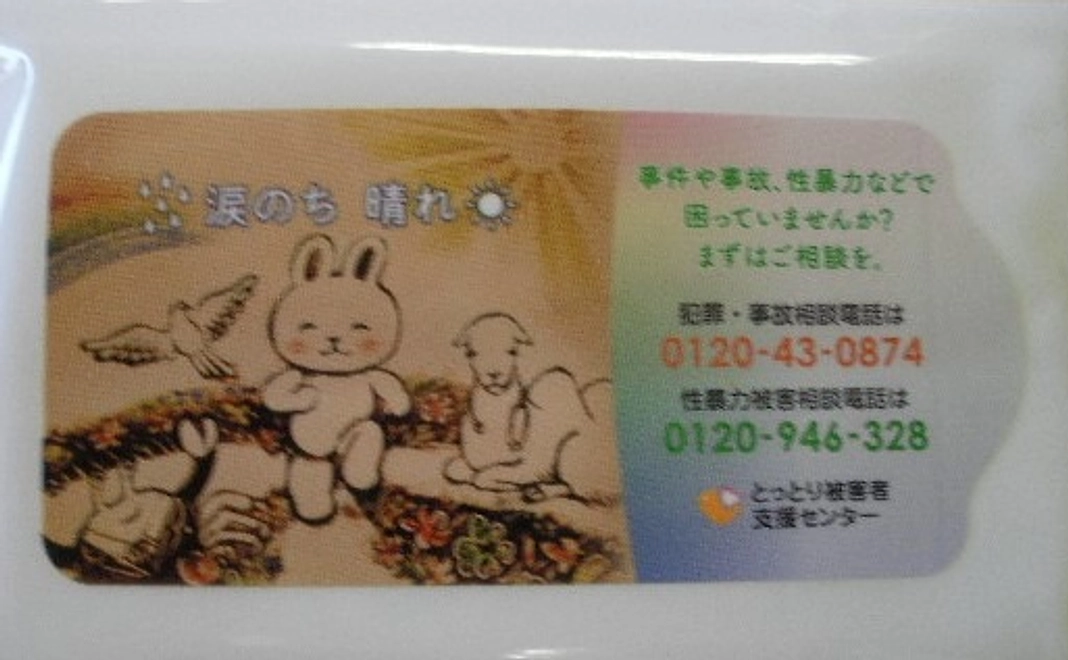 涙のち 晴れ
事件や事故、性暴力などで
困っていませんか?
まずはご相談を。
犯罪・事故相談電話は
0120-43-0874
性暴力被害相談電話は
0120-946-328
とっとり被害者
支援センター